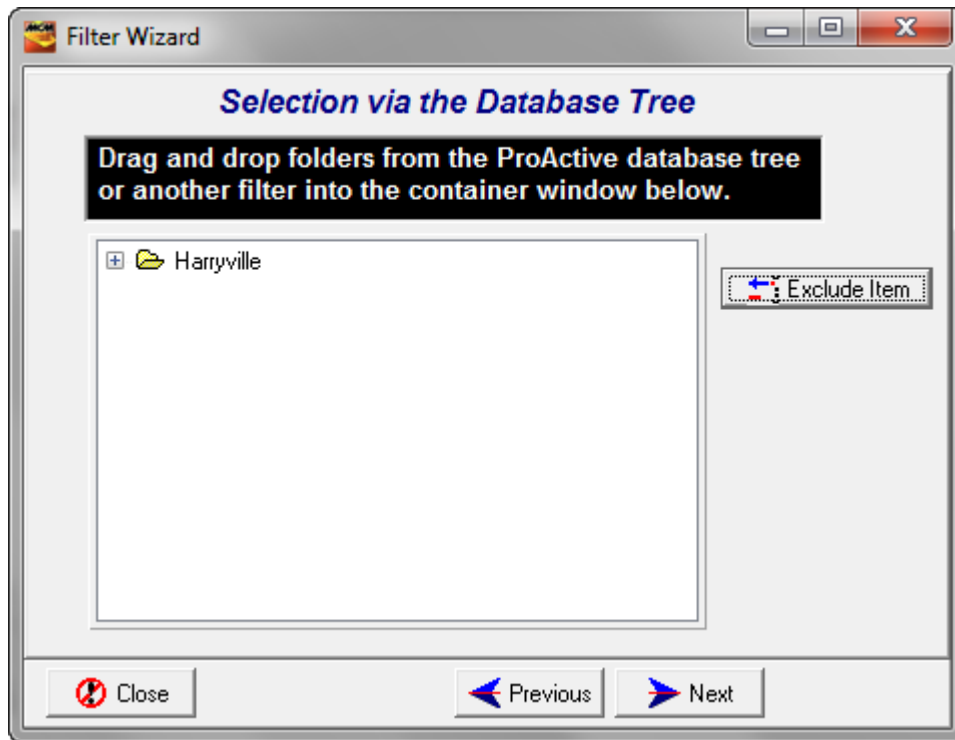 MCM
Filter Wizard
Selection via the Database Tree
Drag and drop folders from the ProActive database tree
or another filter into the container window below.
Harryville
Exclude Item
Close
Previous
Next